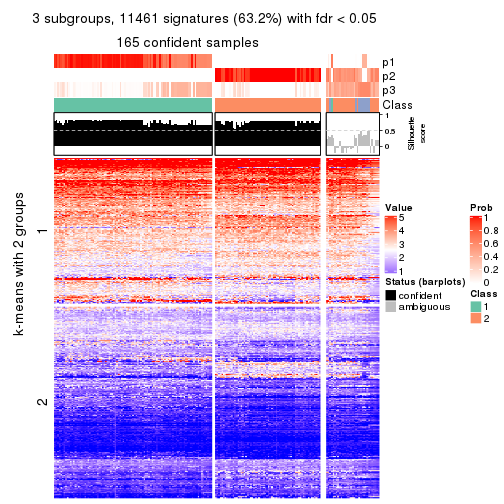 3 subgroups, 11461 signatures (63.2%) with fdr < 0.05
165 confident samples
p1
p2
p3
Class
1
0.5
0
Silhouette
score
k-means with 2 groups
1
2
Value
5
4
3
2
1
Status (barplots)
confident
ambiguous
Prob
1
0.8
0.6
0.4
0.2
0
Class
1
2